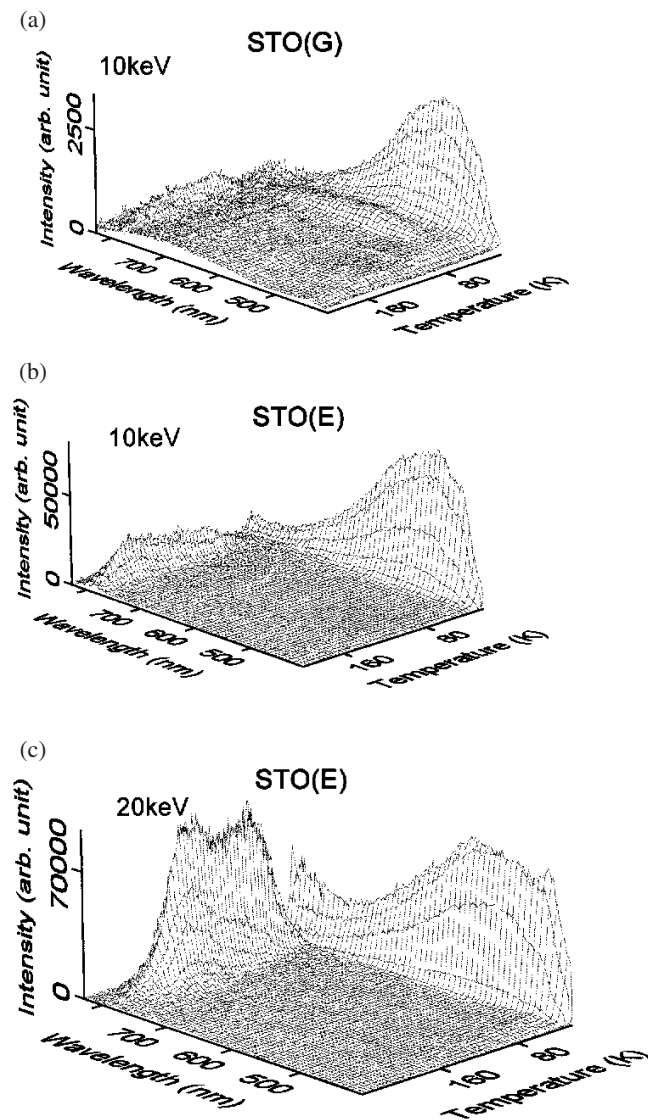 (a)
STO(G)
10keV
Intensity (arb. unit)
2500
0
700
600
500
Wavelength (nm)
160
80
Temperature (K)
(b)
STO(E)
10keV
Intensity (arb. unit)
50000
0
700
600
500
Wavelength (nm)
160
80
Temperature (K)
(c)
STO(E)
20keV
Intensity (arb. unit)
70000
0
700
600
500
Wavelength (nm)
160
80
Temperature (K)